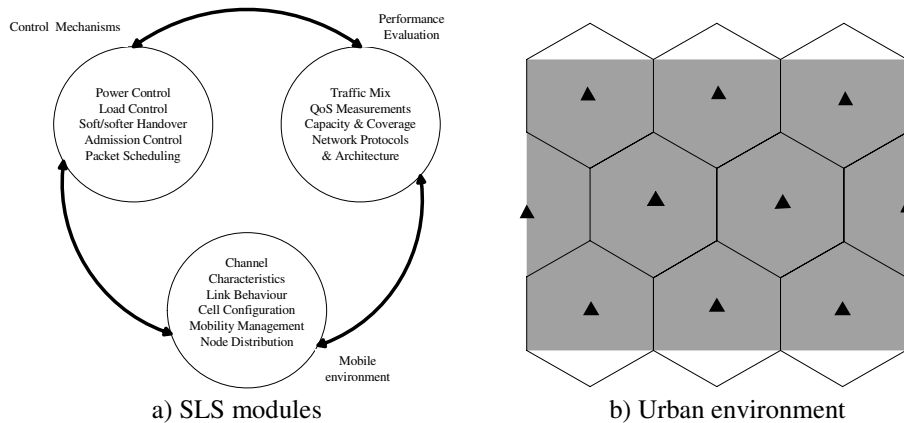 Control Mechanisms
Performance
Evaluation
Power Control
Load Control
Soft/softer Handover
Admission Control
Packet Scheduling
Traffic Mix
QoS Measurements
Capacity & Coverage
Network Protocols
& Architecture
Channel
Characteristics
Link Behaviour
Cell Configuration
Mobility Management
Node Distribution
Mobile
environment
a) SLS modules
b) Urban environment